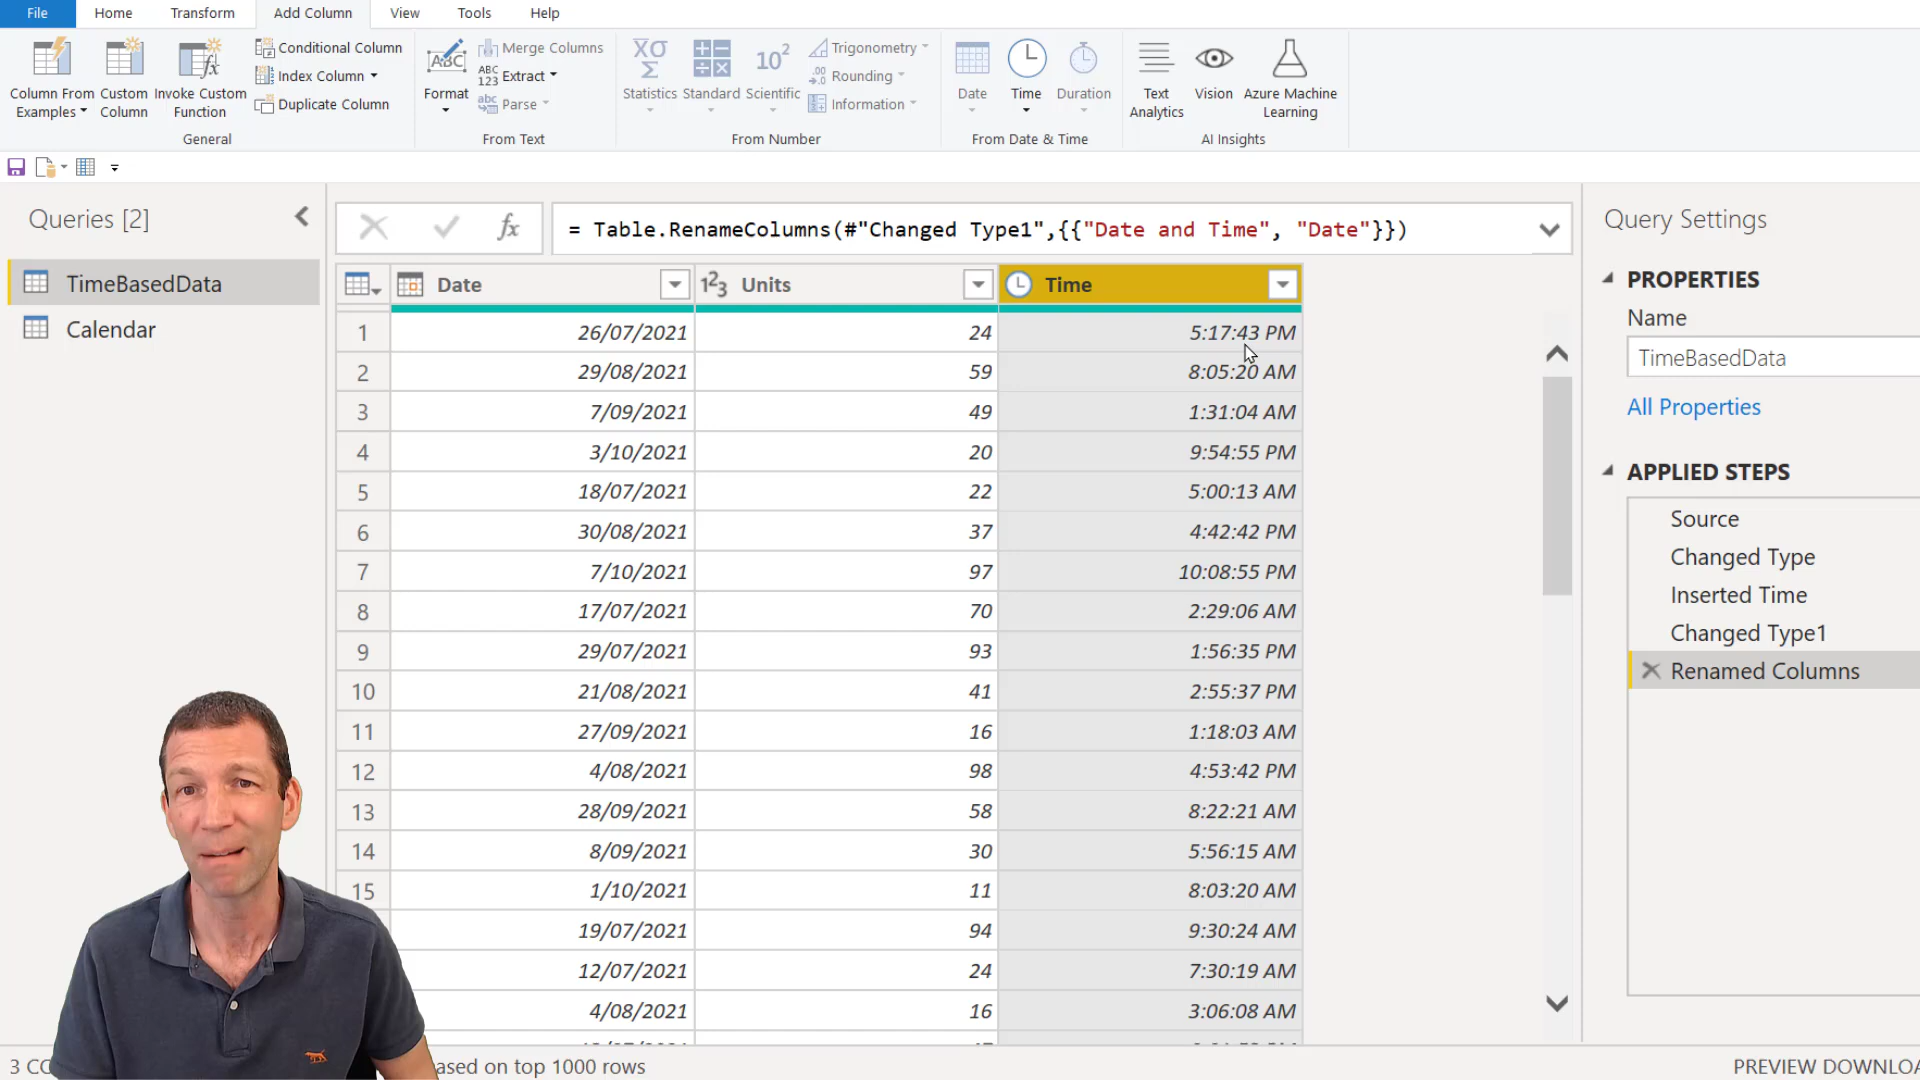 File Home Transform Add Column View Tools Help
Column From Examples
Custom Column
Invoke Custom Function
Conditional Column
Index Column
Duplicate Column
General
ABC
Format
Merge Columns
ABC 123 Extract
abc Parse
From Text
XΟ Σ
Statistics
Standard
10²
Scientific
Trigonometry
.00 Rounding
Information
From Number
Date
Time
Duration
From Date & Time
Text Analytics
Vision
Azure Machine Learning
AI Insights
Queries [2]
TimeBasedData
Calendar
fx = Table.RenameColumns(#"Changed Type1",{{"Date and Time", "Date"}})
Date 1²3 Units Time
1 26/07/2021 24 5:17:43 PM
2 29/08/2021 59 8:05:20 AM
3 7/09/2021 49 1:31:04 AM
4 3/10/2021 20 9:54:55 PM
5 18/07/2021 22 5:00:13 AM
6 30/08/2021 37 4:42:42 PM
7 7/10/2021 97 10:08:55 PM
8 17/07/2021 70 2:29:06 AM
9 29/07/2021 93 1:56:35 PM
10 21/08/2021 41 2:55:37 PM
11 27/09/2021 16 1:18:03 AM
12 4/08/2021 98 4:53:42 PM
13 28/09/2021 58 8:22:21 AM
14 8/09/2021 30 5:56:15 AM
15 1/10/2021 11 8:03:20 AM
19/07/2021 94 9:30:24 AM
12/07/2021 24 7:30:19 AM
4/08/2021 16 3:06:08 AM
Query Settings
PROPERTIES
Name
TimeBasedData
All Properties
APPLIED STEPS
Source
Changed Type
Inserted Time
Changed Type1
Renamed Columns
3 CO ased on top 1000 rows
PREVIEW DOWNLOA